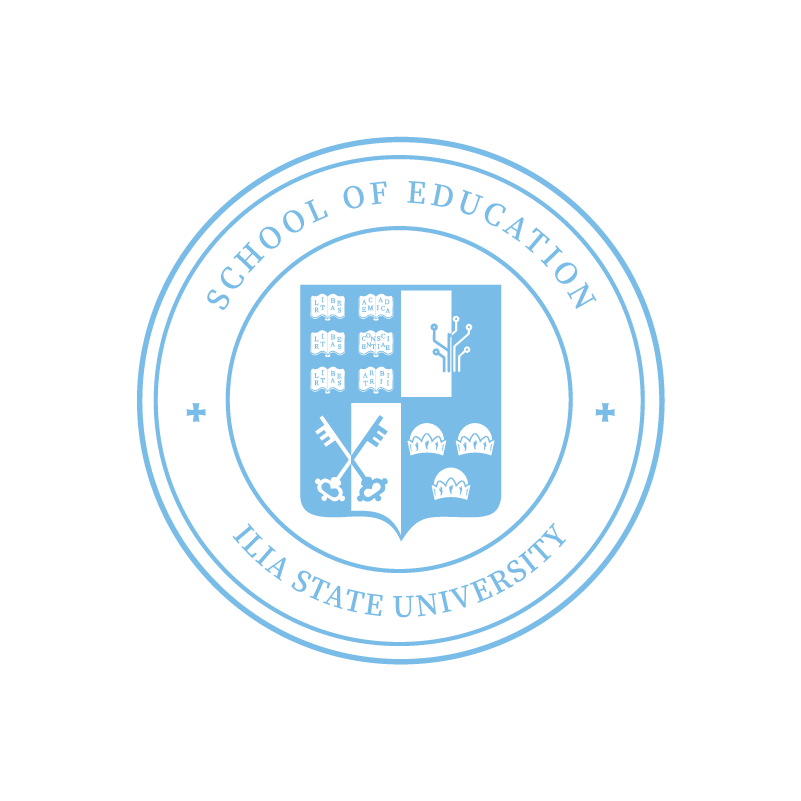 SCHOOL OF EDUCATION
LIBERTAS
ACADEMICA
LIBERTAS
CONSCIENTIAE
LIBERTAS
ARBITRII
ILIA STATE UNIVERSITY